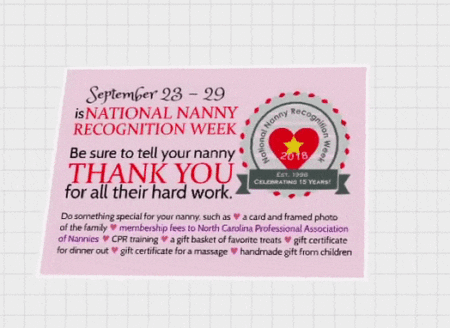 September 23 – 29
is NATIONAL NANNY
RECOGNITION WEEK
Be sure to tell your nanny
THANK YOU
for all their hard work.
National Nanny Recognition Week
2018
EST. 1998
CELEBRATING 15 YEARS!
Do something special for your nanny, such as ♥ a card and framed photo
of the family ♥ membership fees to North Carolina Professional Association
of Nannies ♥ CPR training ♥ a gift basket of favorite treats ♥ gift certificate
for dinner out ♥ gift certificate for a massage ♥ handmade gift from children